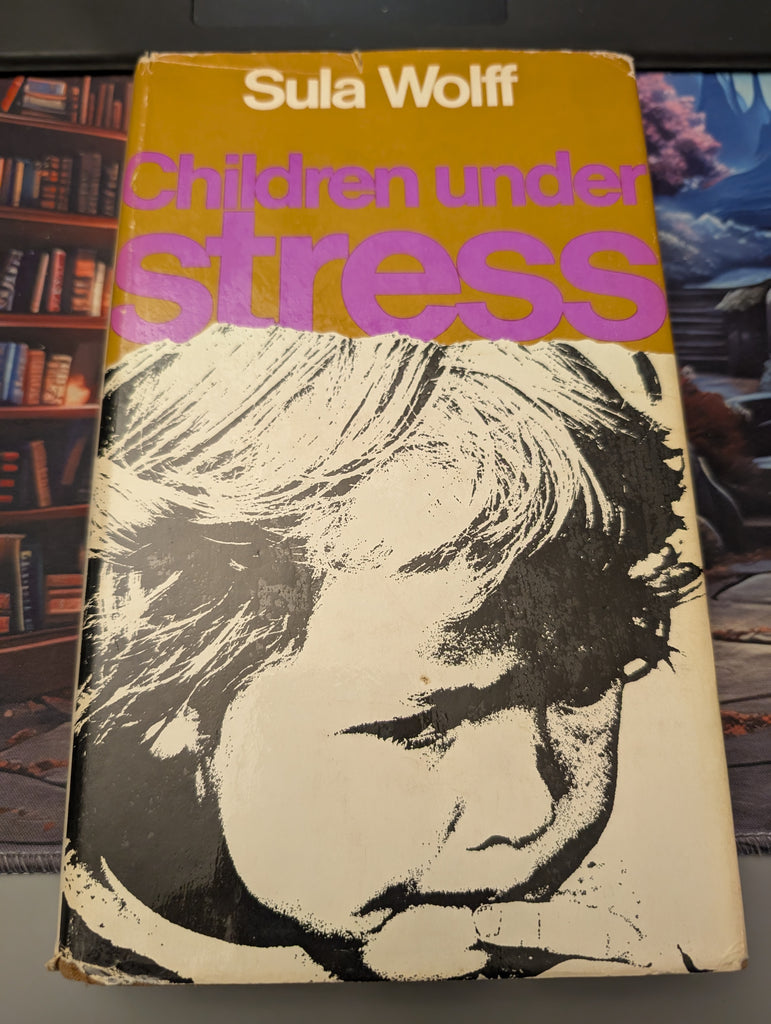 Sula Wolff
Children under
stress